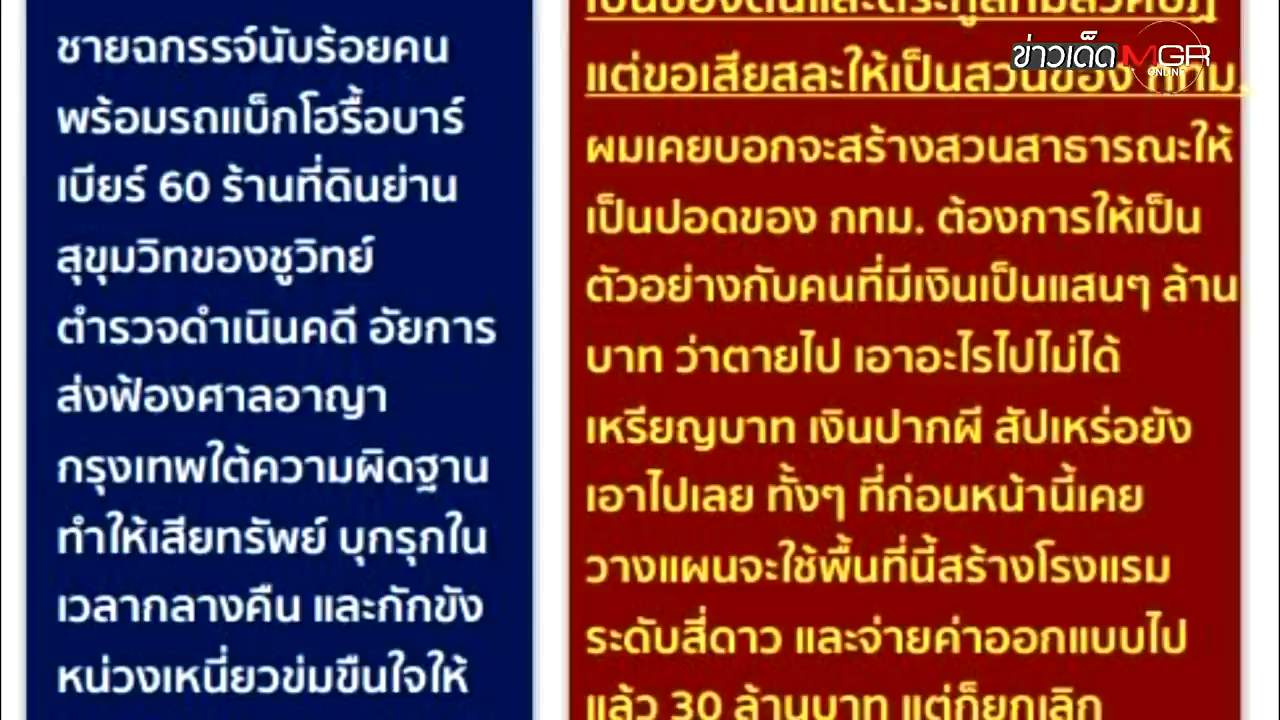 ชายฉกรรจ์นับร้อยคน
พร้อมรถแบ็กโฮรื้อบาร์
เบียร์ 60 ร้านที่ดินย่าน
สุขุมวิทของชูวิทย์
ตำรวจดำเนินคดี อัยการ
ส่งฟ้องศาลอาญา
กรุงเทพใต้ความผิดฐาน
ทำให้เสียทรัพย์ บุกรุกใน
เวลากลางคืน และกักขัง
หน่วงเหนี่ยวข่มขืนใจให้
แต่ขอเสียสละให้เป็นสวนของ กทม.
ผมเคยบอกจะสร้างสวนสาธารณะให้
เป็นปอดของ กทม. ต้องการให้เป็น
ตัวอย่างกับคนที่มีเงินเป็นแสนๆ ล้าน
บาท ว่าตายไป เอาอะไรไปไม่ได้
เหรียญบาท เงินปากผี สัปเหร่อยัง
เอาไปเลย ทั้งๆ ที่ก่อนหน้านี้เคย
วางแผนจะใช้พื้นที่นี้สร้างโรงแรม
ระดับสี่ดาว และจ่ายค่าออกแบบไป
แล้ว 30 ล้านบาท แต่ก็ยกเลิก
ข่าวเด็ด MGR
ONLINE